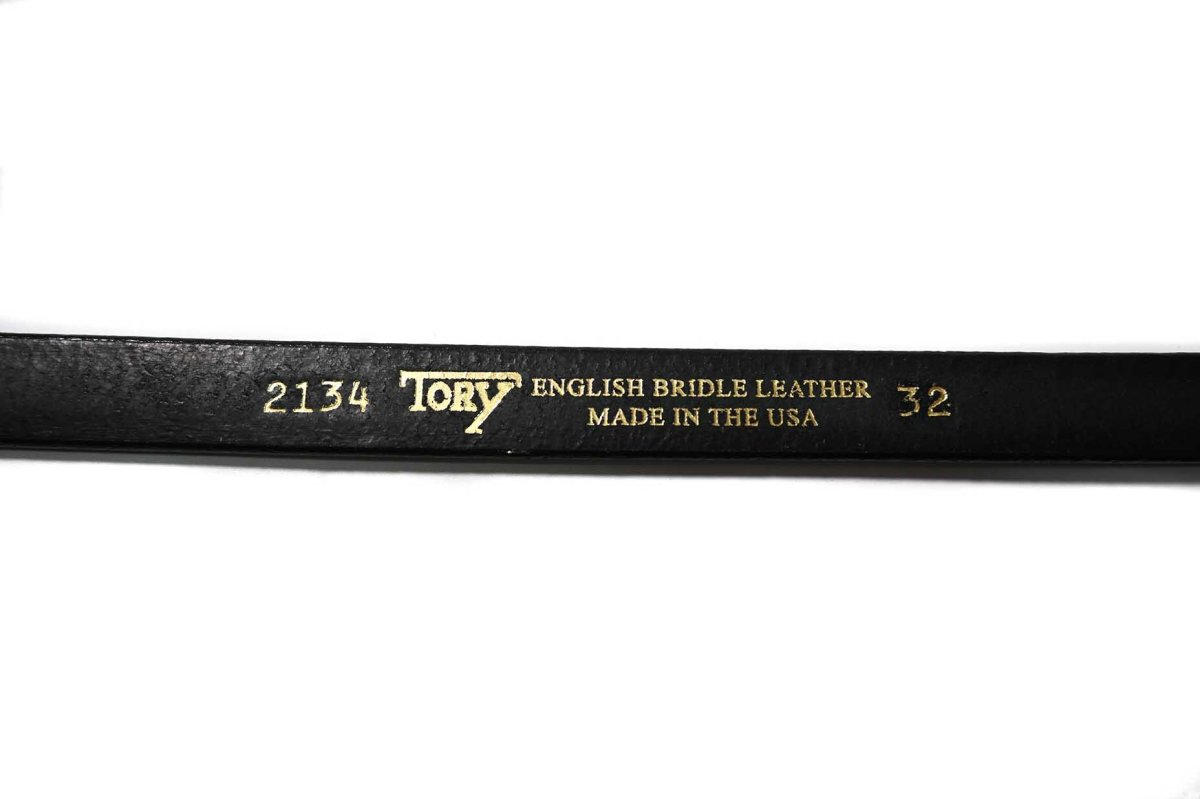 2134 TORY ENGLISH BRIDLE LEATHER 32
MADE IN THE USA